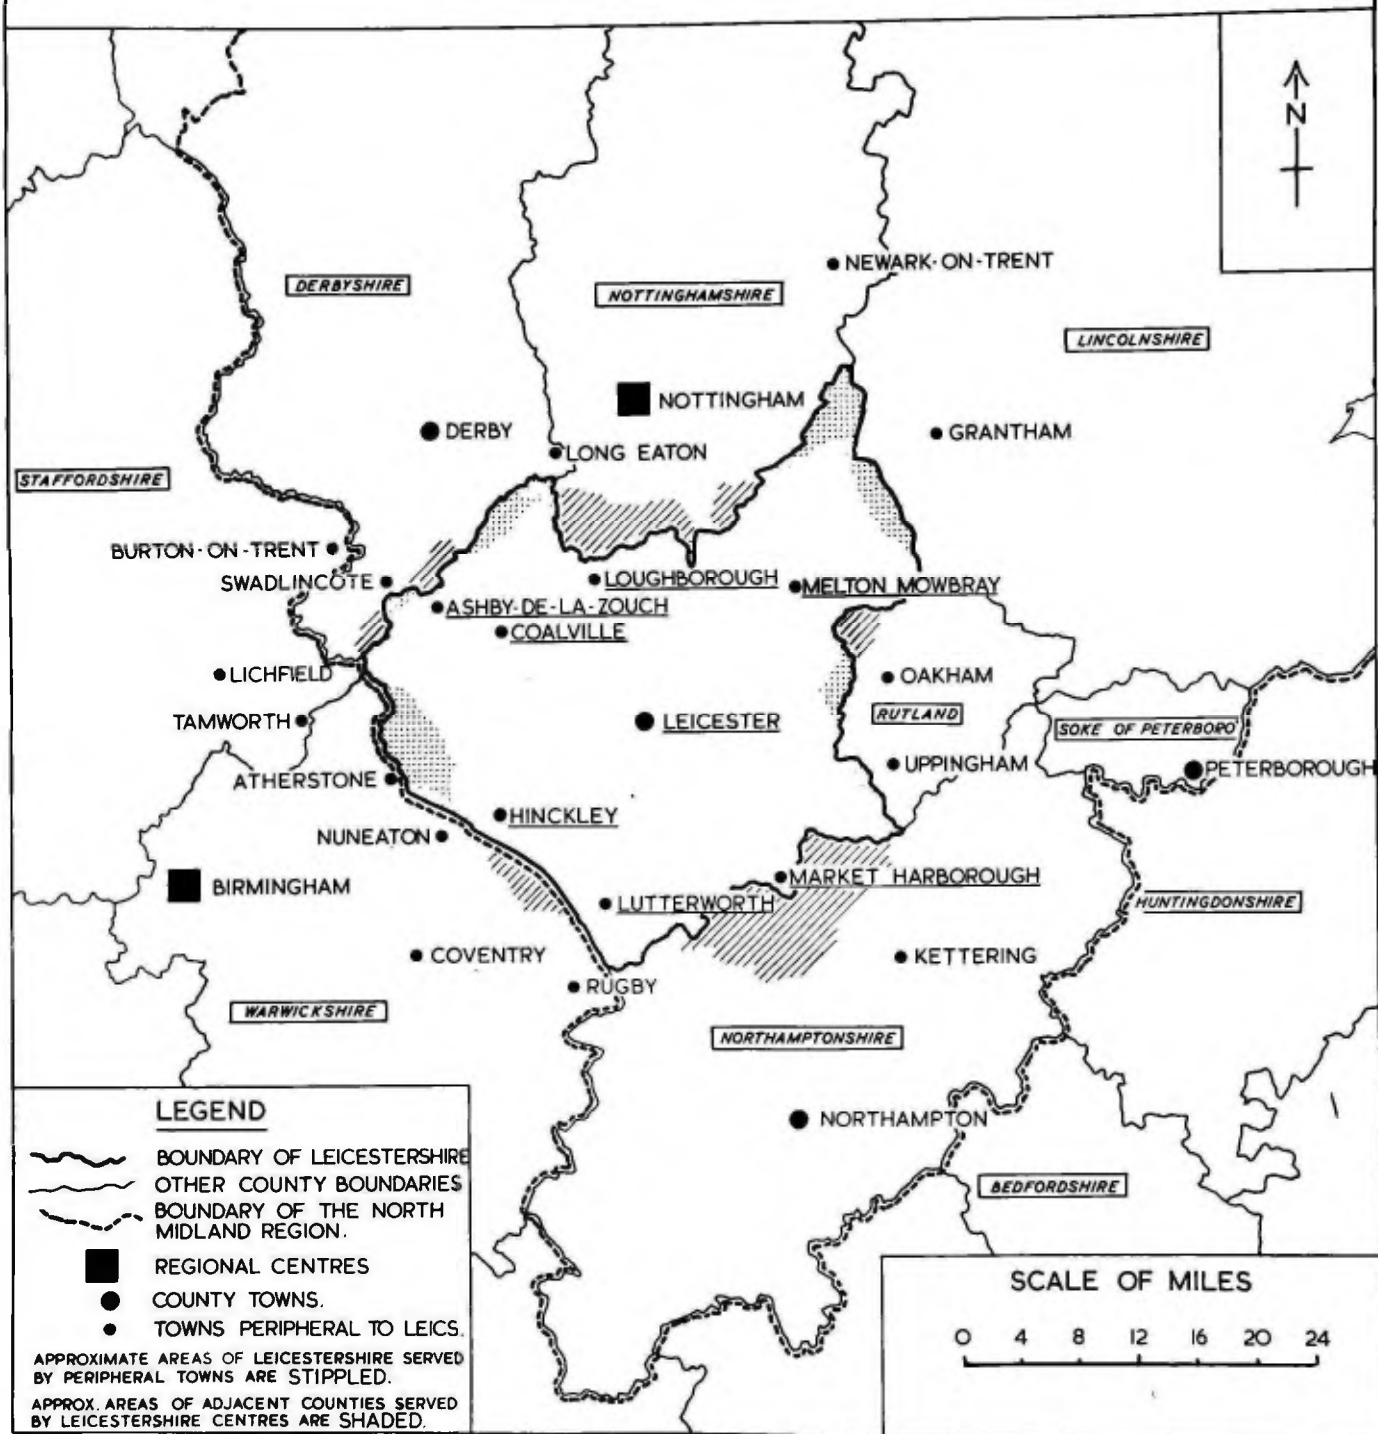 N
NEWARK-ON-TRENT
DERBYSHIRE
NOTTINGHAMSHIRE
LINCOLNSHIRE
NOTTINGHAM
DERBY
GRANTHAM
LONG EATON
STAFFORDSHIRE
BURTON-ON-TRENT
SWADLINCOTE
LOUGHBOROUGH
MELTON MOWBRAY
ASHBY-DE-LA-ZOUCH
COALVILLE
LICHFIELD
OAKHAM
TAMWORTH
LEICESTER
RUTLAND
SOKE OF PETERBORO'
ATHERSTONE
UPPINGHAM
PETERBOROUGH
HINCKLEY
NUNEATON
BIRMINGHAM
MARKET HARBOROUGH
LUTTERWORTH
HUNTINGDONSHIRE
COVENTRY
KETTERING
RUGBY
WARWICKSHIRE
NORTHAMPTONSHIRE
NORTHAMPTON
BEDFORDSHIRE
LEGEND
BOUNDARY OF LEICESTERSHIRE
OTHER COUNTY BOUNDARIES
BOUNDARY OF THE NORTH
MIDLAND REGION.
REGIONAL CENTRES
COUNTY TOWNS.
TOWNS PERIPHERAL TO LEICS.
APPROXIMATE AREAS OF LEICESTERSHIRE SERVED
BY PERIPHERAL TOWNS ARE STIPPLED.
APPROX. AREAS OF ADJACENT COUNTIES SERVED
BY LEICESTERSHIRE CENTRES ARE SHADED.
SCALE OF MILES
0 4 8 12 16 20 24